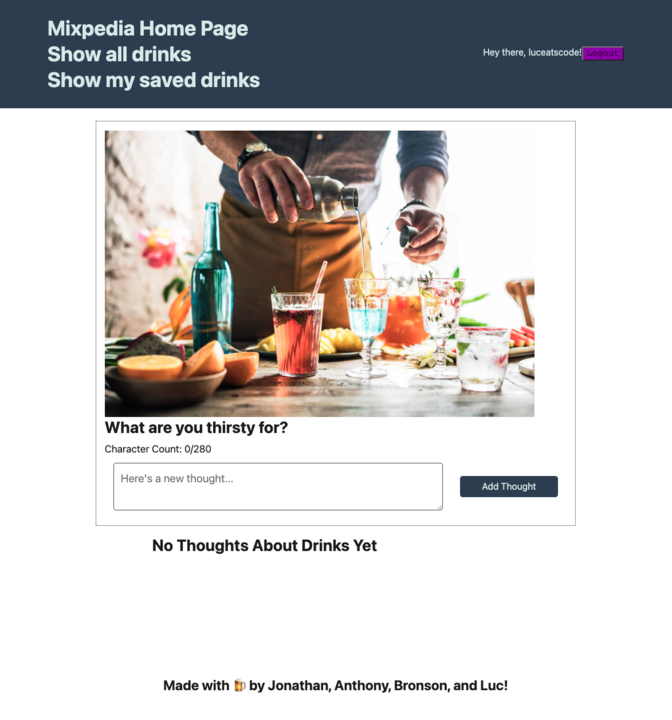 Mixpedia Home Page
Show all drinks
Show my saved drinks
Hey there, luceatscode!
Logout
What are you thirsty for?
Character Count: 0/280
Here's a new thought...
Add Thought
No Thoughts About Drinks Yet
Made with 🍻 by Jonathan, Anthony, Bronson, and Luc!